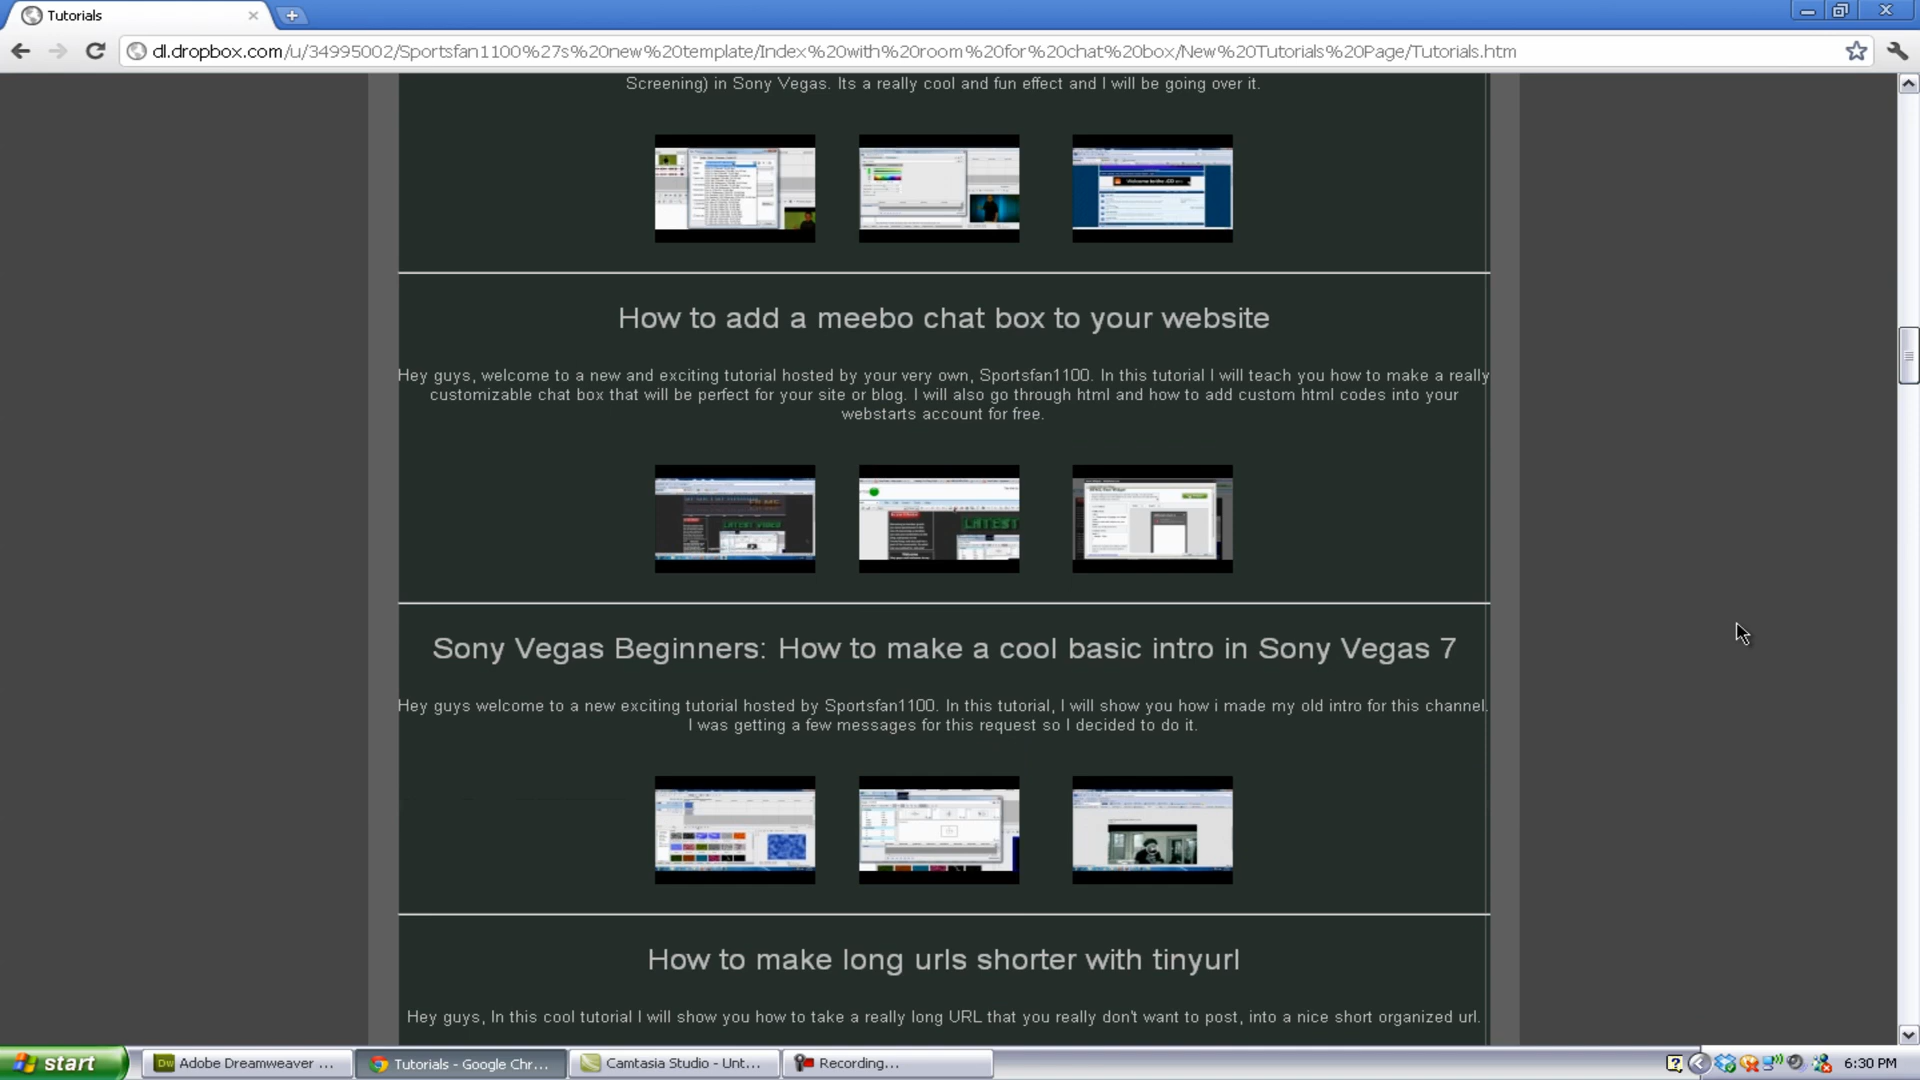 Tutorials
dl.dropbox.com/u/34995002/Sportsfan1100%27s%20new%20template/Index%20with%20room%20for%20chat%20box/New%20Tutorials%20Page/Tutorials.htm
Screening) in Sony Vegas. Its a really cool and fun effect and I will be going over it.
How to add a meebo chat box to your website
Hey guys, welcome to a new and exciting tutorial hosted by your very own, Sportsfan1100. In this tutorial I will teach you how to make a really
customizable chat box that will be perfect for your site or blog. I will also go through html and how to add custom html codes into your
webstarts account for free.
LATEST VIDEO
LATEST
Sony Vegas Beginners: How to make a cool basic intro in Sony Vegas 7
Hey guys welcome to a new exciting tutorial hosted by Sportsfan1100. In this tutorial, I will show you how i made my old intro for this channel.
I was getting a few messages for this request so I decided to do it.
How to make long urls shorter with tinyurl
Hey guys, In this cool tutorial I will show you how to take a really long URL that you really don't want to post, into a nice short organized url.
start
Dw Adobe Dreamweaver ...
Tutorials - Google Chr...
Camtasia Studio - Unt...
Recording...
6:30 PM